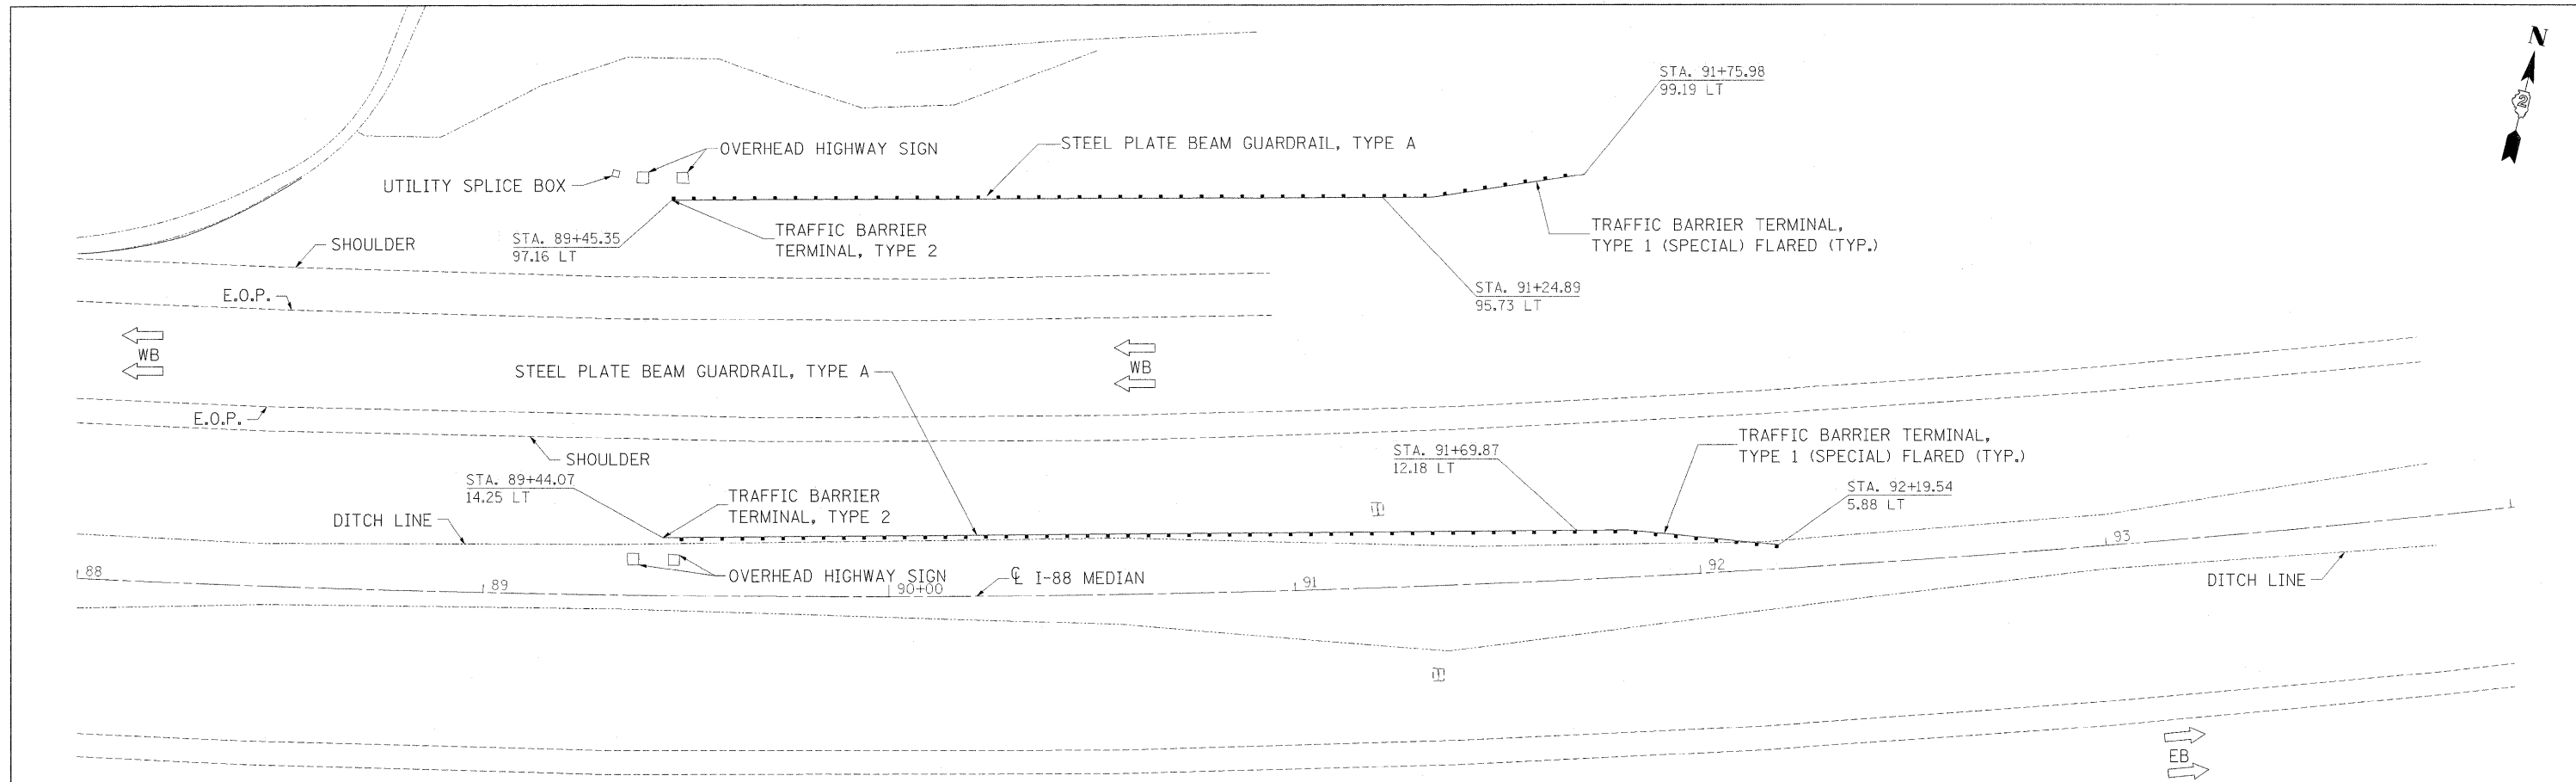 N
2
STA. 91+75.98
99.19 LT
OVERHEAD HIGHWAY SIGN
STEEL PLATE BEAM GUARDRAIL, TYPE A
UTILITY SPLICE BOX
TRAFFIC BARRIER
TERMINAL, TYPE 2
TRAFFIC BARRIER TERMINAL,
TYPE 1 (SPECIAL) FLARED (TYP.)
STA. 89+45.35
97.16 LT
SHOULDER
STA. 91+24.89
95.73 LT
E.O.P.
WB
WB
STEEL PLATE BEAM GUARDRAIL, TYPE A
E.O.P.
SHOULDER
TRAFFIC BARRIER TERMINAL,
TYPE 1 (SPECIAL) FLARED (TYP.)
STA. 91+69.87
12.18 LT
STA. 89+44.07
14.25 LT
STA. 92+19.54
5.88 LT
TRAFFIC BARRIER
TERMINAL, TYPE 2
DITCH LINE
88
89
OVERHEAD HIGHWAY SIGN
90+00
℄ I-88 MEDIAN
91
92
93
DITCH LINE
EB